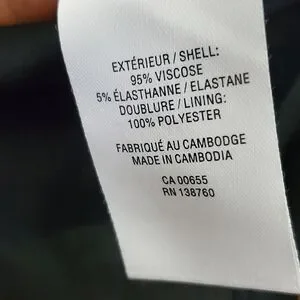 EXTÉRIEUR / SHELL:
95% VISCOSE
5% ÉLASTHANNE / ELASTANE
DOUBLURE / LINING:
100% POLYESTER
FABRIQUÉ AU CAMBODGE
MADE IN CAMBODIA
CA 00655
RN 138760